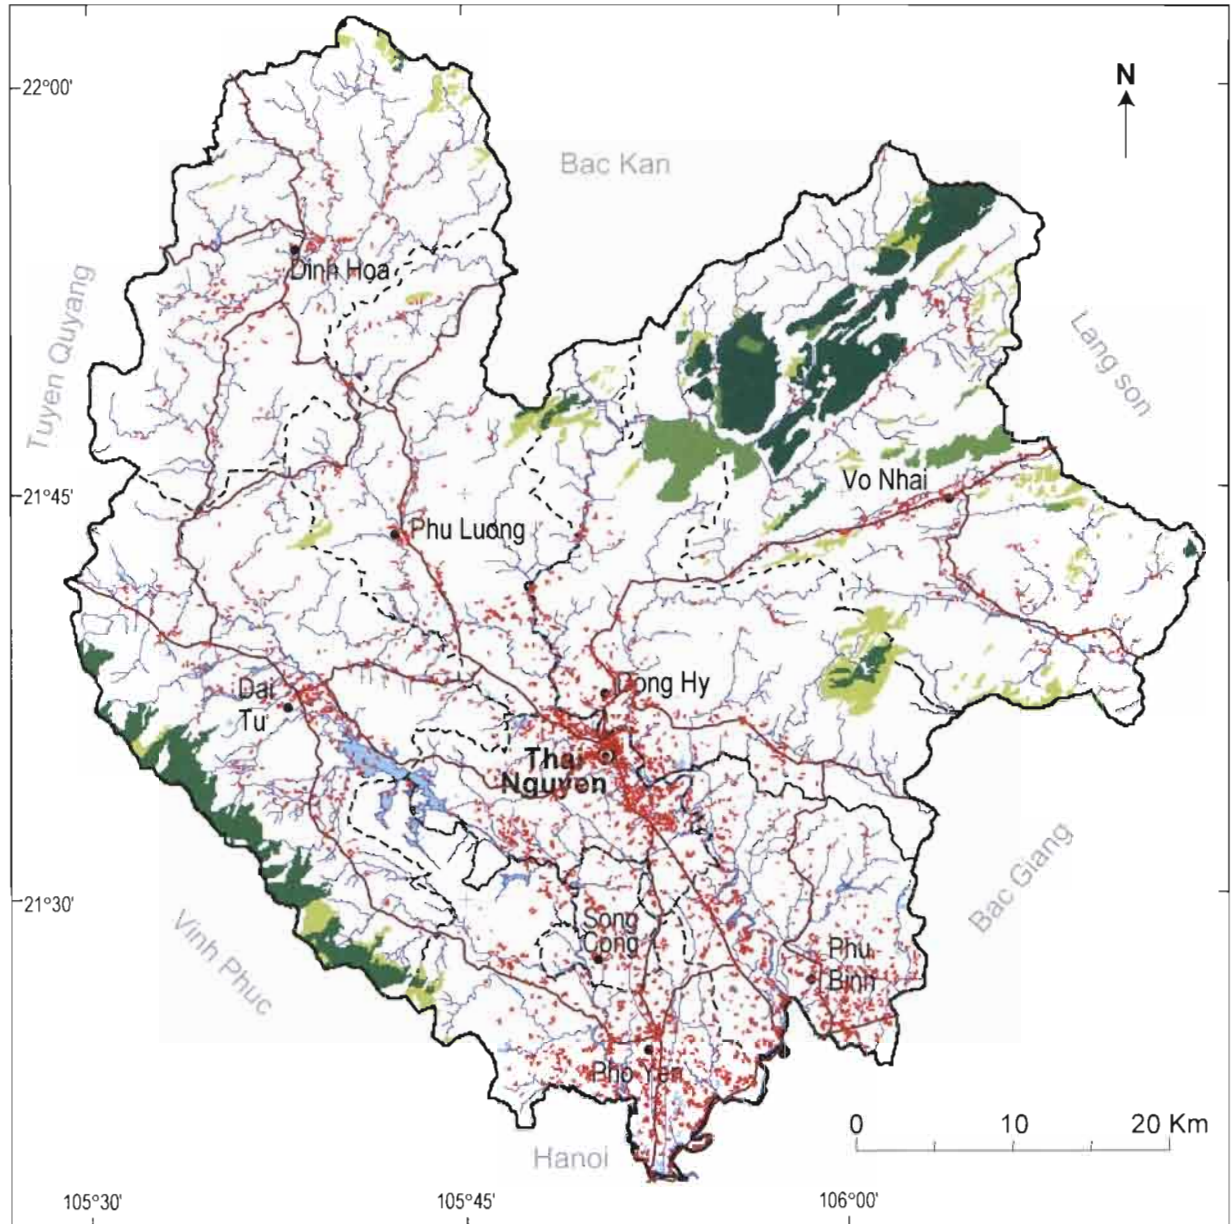 22°00'
N
Bac Kan
Dinh Hoa
Tuyen Quyang
Lang son
Vo Nhai
21°45'
Phu Luong
Dong Hy
Dai
Tu
Thai
Nguyen
Bac Giang
21°30'
Song
Cong
Phu
Binh
Vinh Phuc
Pho Yen
0 10 20 Km
Hanoi
105°30' 105°45' 106°00'